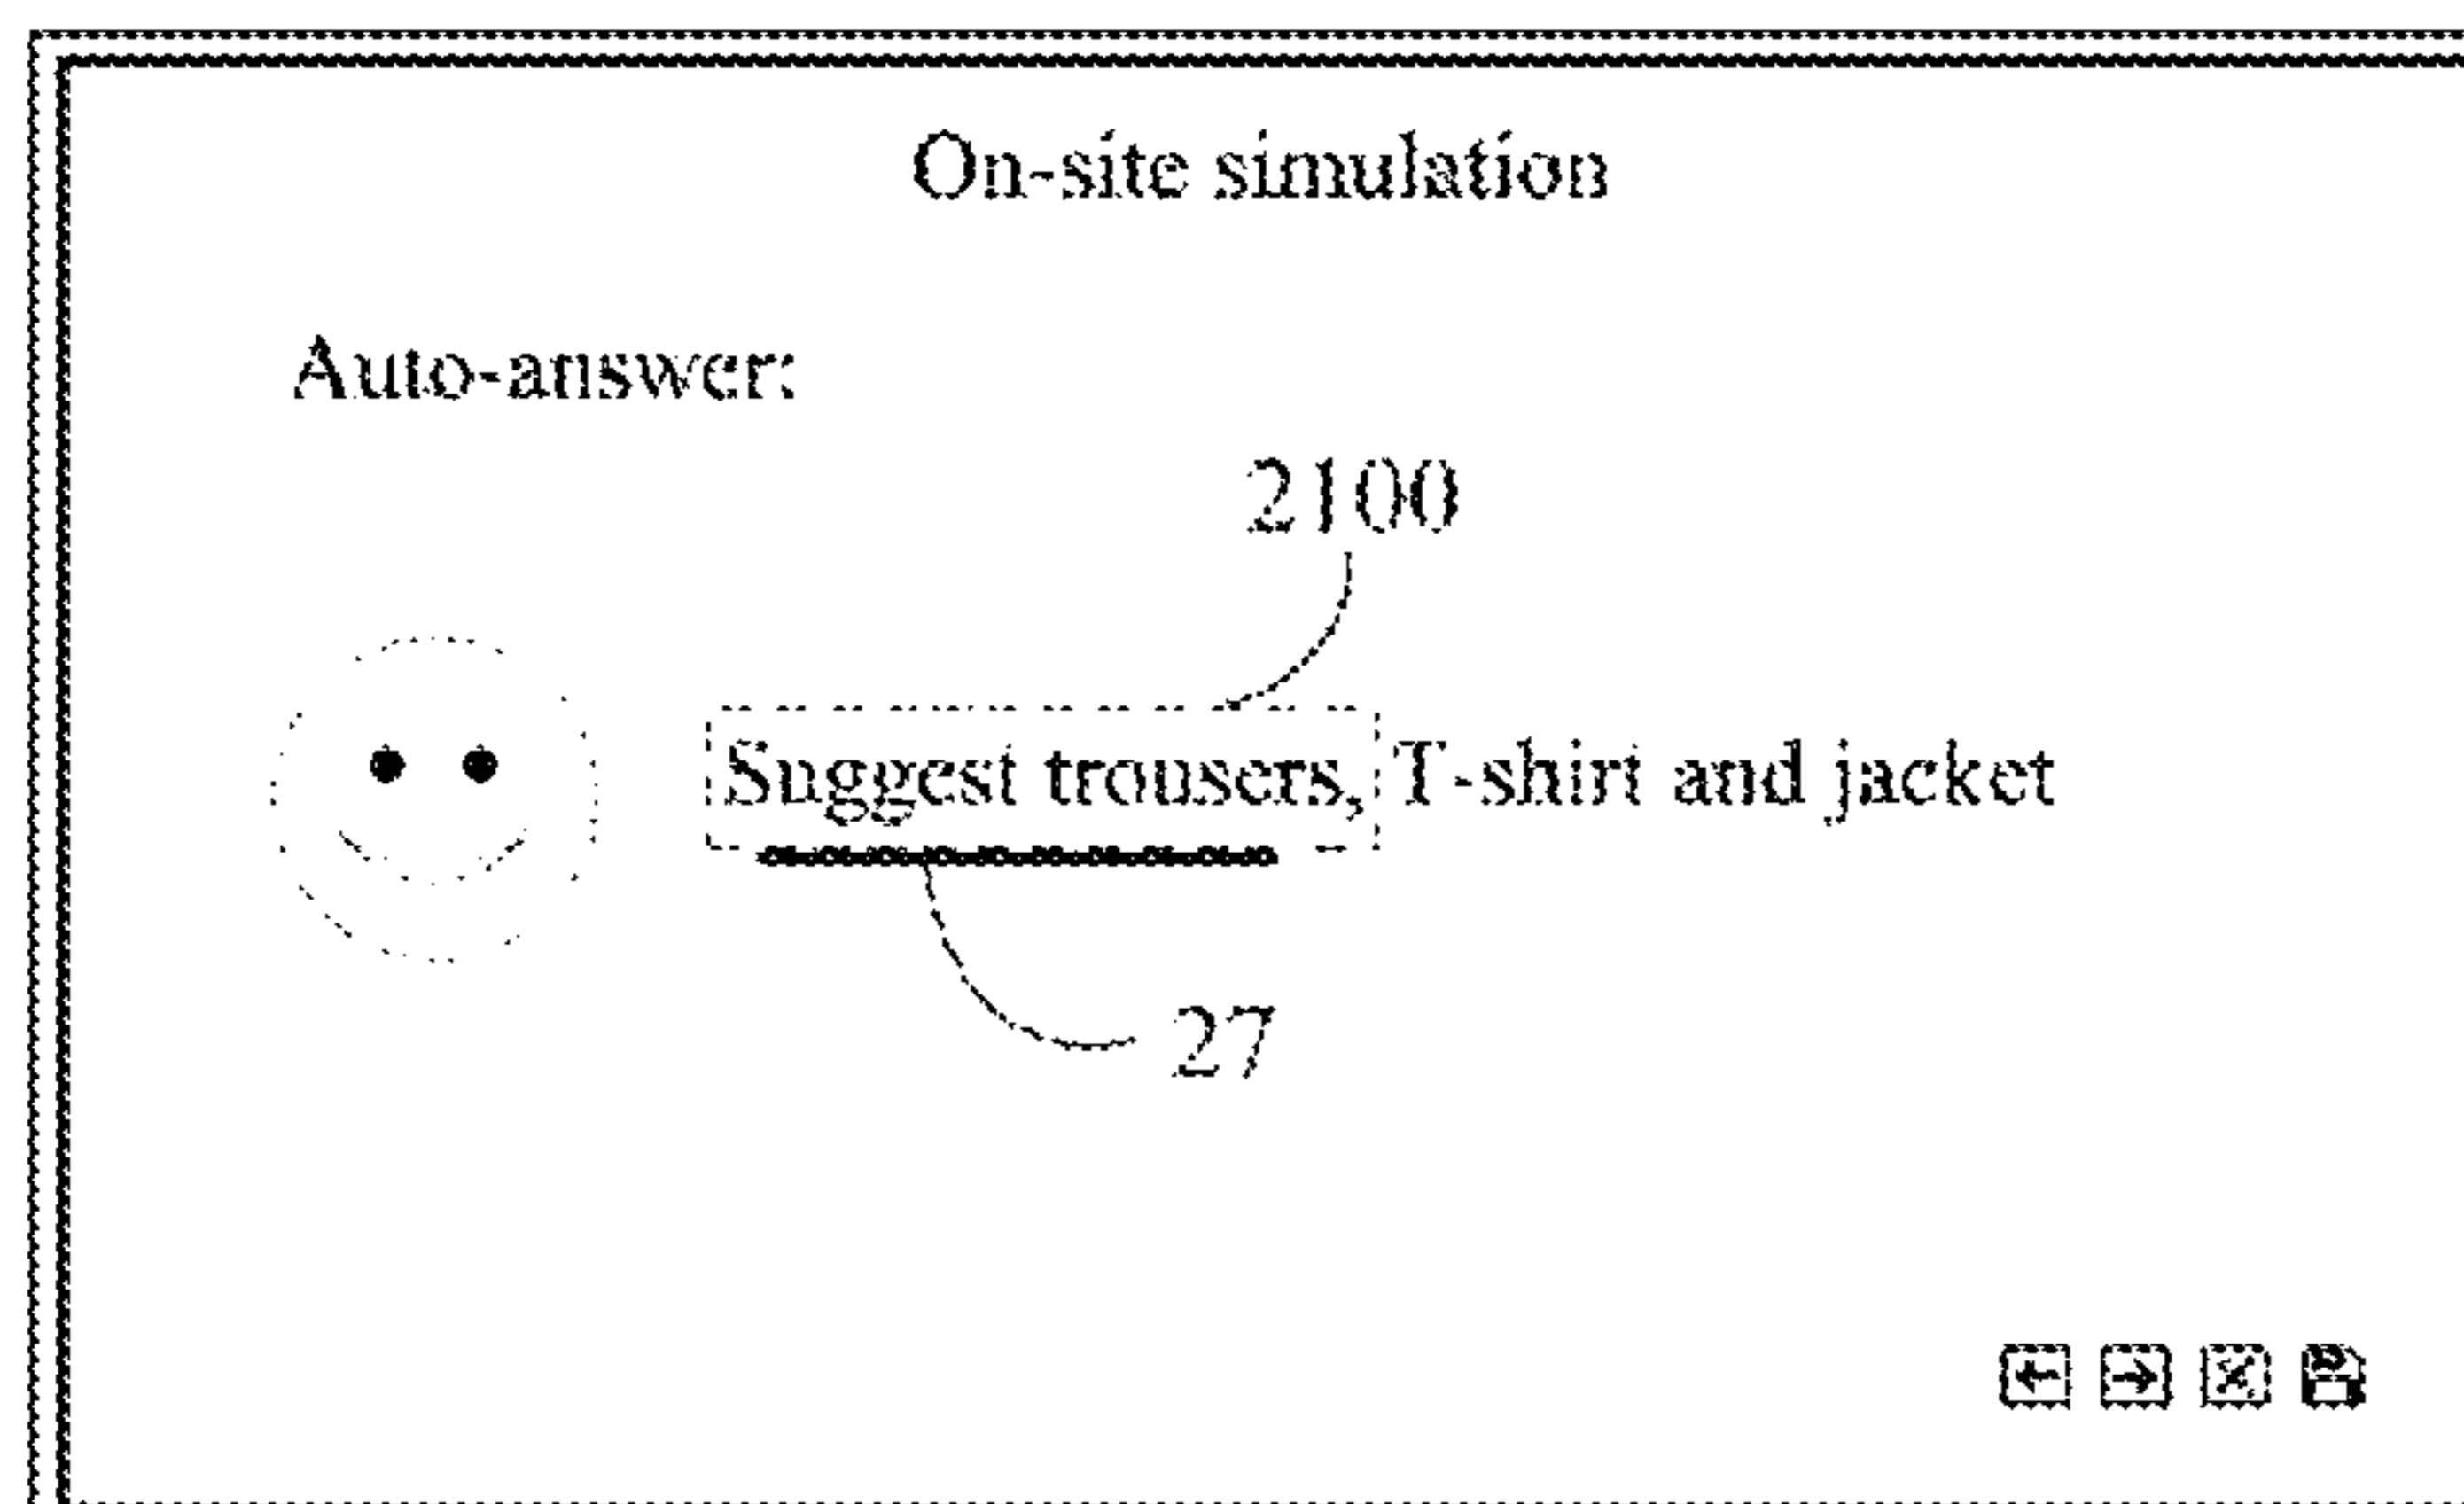 On-site simulation
Auto-answer:
2100
Suggest trousers, T-shirt and jacket
27